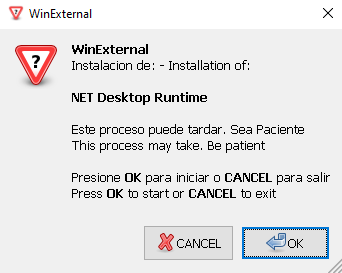 WinExternal
WinExternal
Instalacion de: - Installation of:
NET Desktop Runtime
Este proceso puede tardar. Sea Paciente
This process may take. Be patient
Presione OK para iniciar o CANCEL para salir
Press OK to start or CANCEL to exit
CANCEL OK